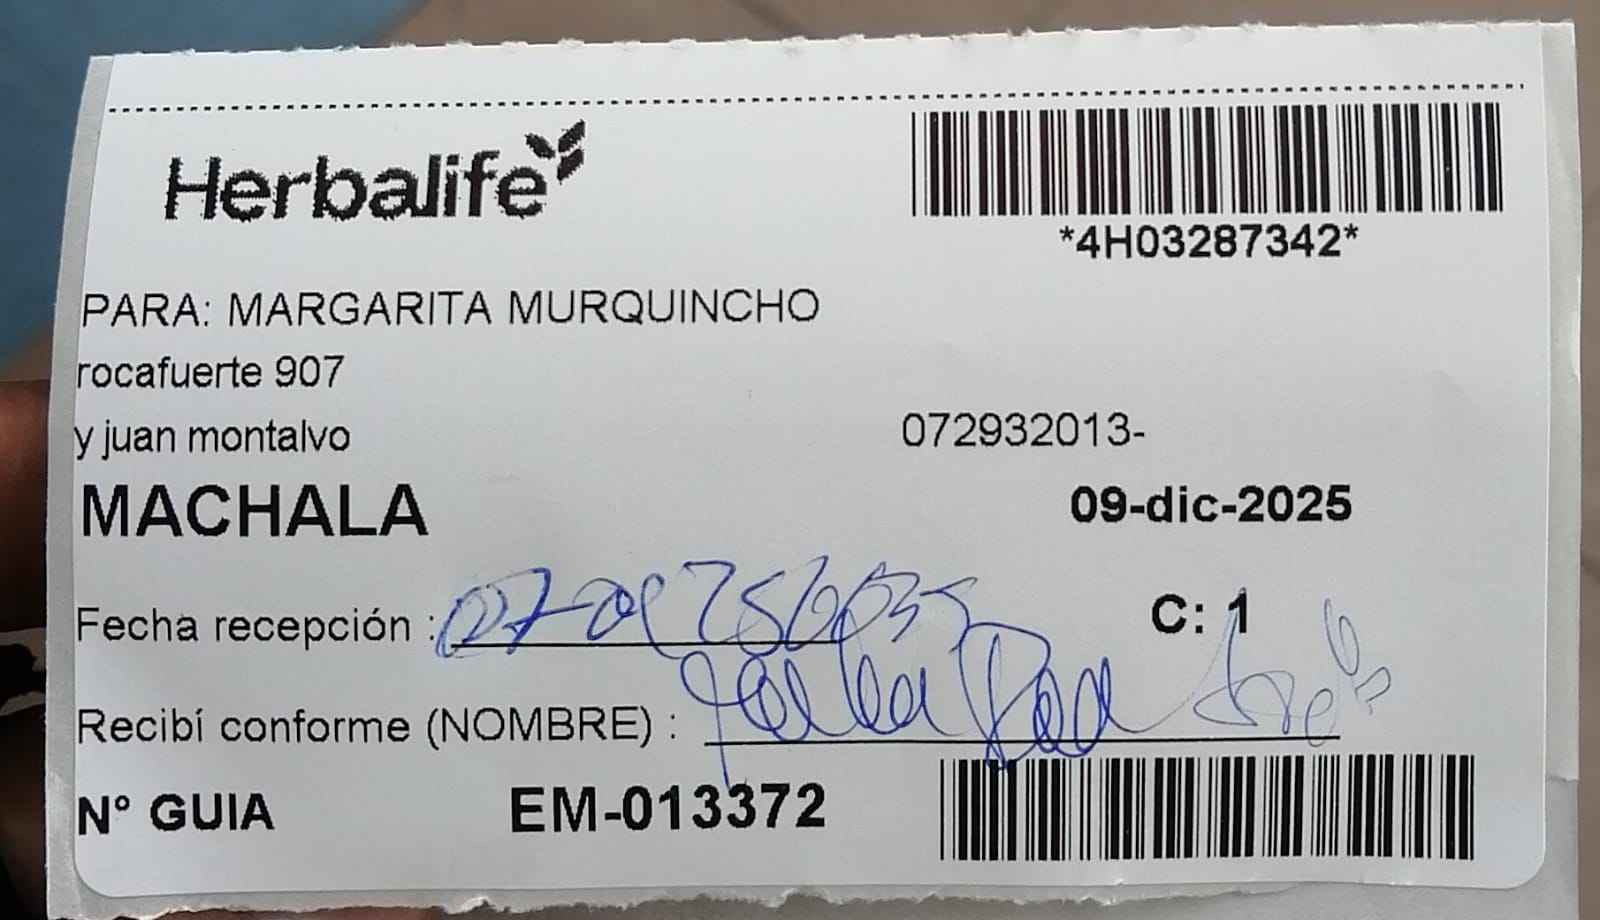 Herbalife
*4H03287342*
PARA: MARGARITA MURQUINCHO
rocafuerte 907
y juan montalvo
072932013-
MACHALA
09-dic-2025
Fecha recepción :
C: 1
Recibí conforme (NOMBRE) :
N° GUIA EM-013372